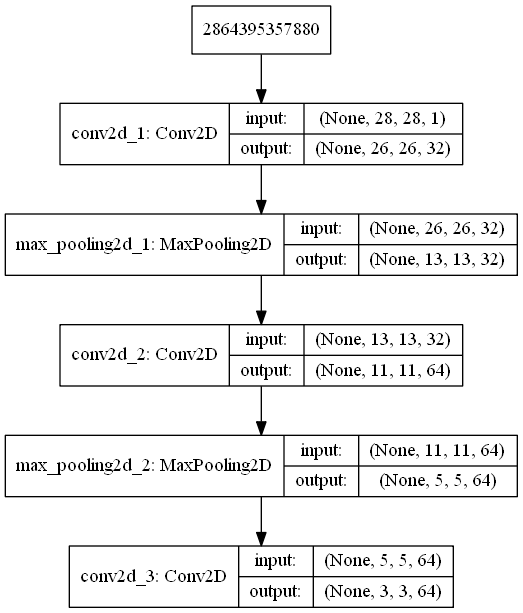 2864395357880
conv2d_1: Conv2D
input: (None, 28, 28, 1)
output: (None, 26, 26, 32)
max_pooling2d_1: MaxPooling2D
input: (None, 26, 26, 32)
output: (None, 13, 13, 32)
conv2d_2: Conv2D
input: (None, 13, 13, 32)
output: (None, 11, 11, 64)
max_pooling2d_2: MaxPooling2D
input: (None, 11, 11, 64)
output: (None, 5, 5, 64)
conv2d_3: Conv2D
input: (None, 5, 5, 64)
output: (None, 3, 3, 64)